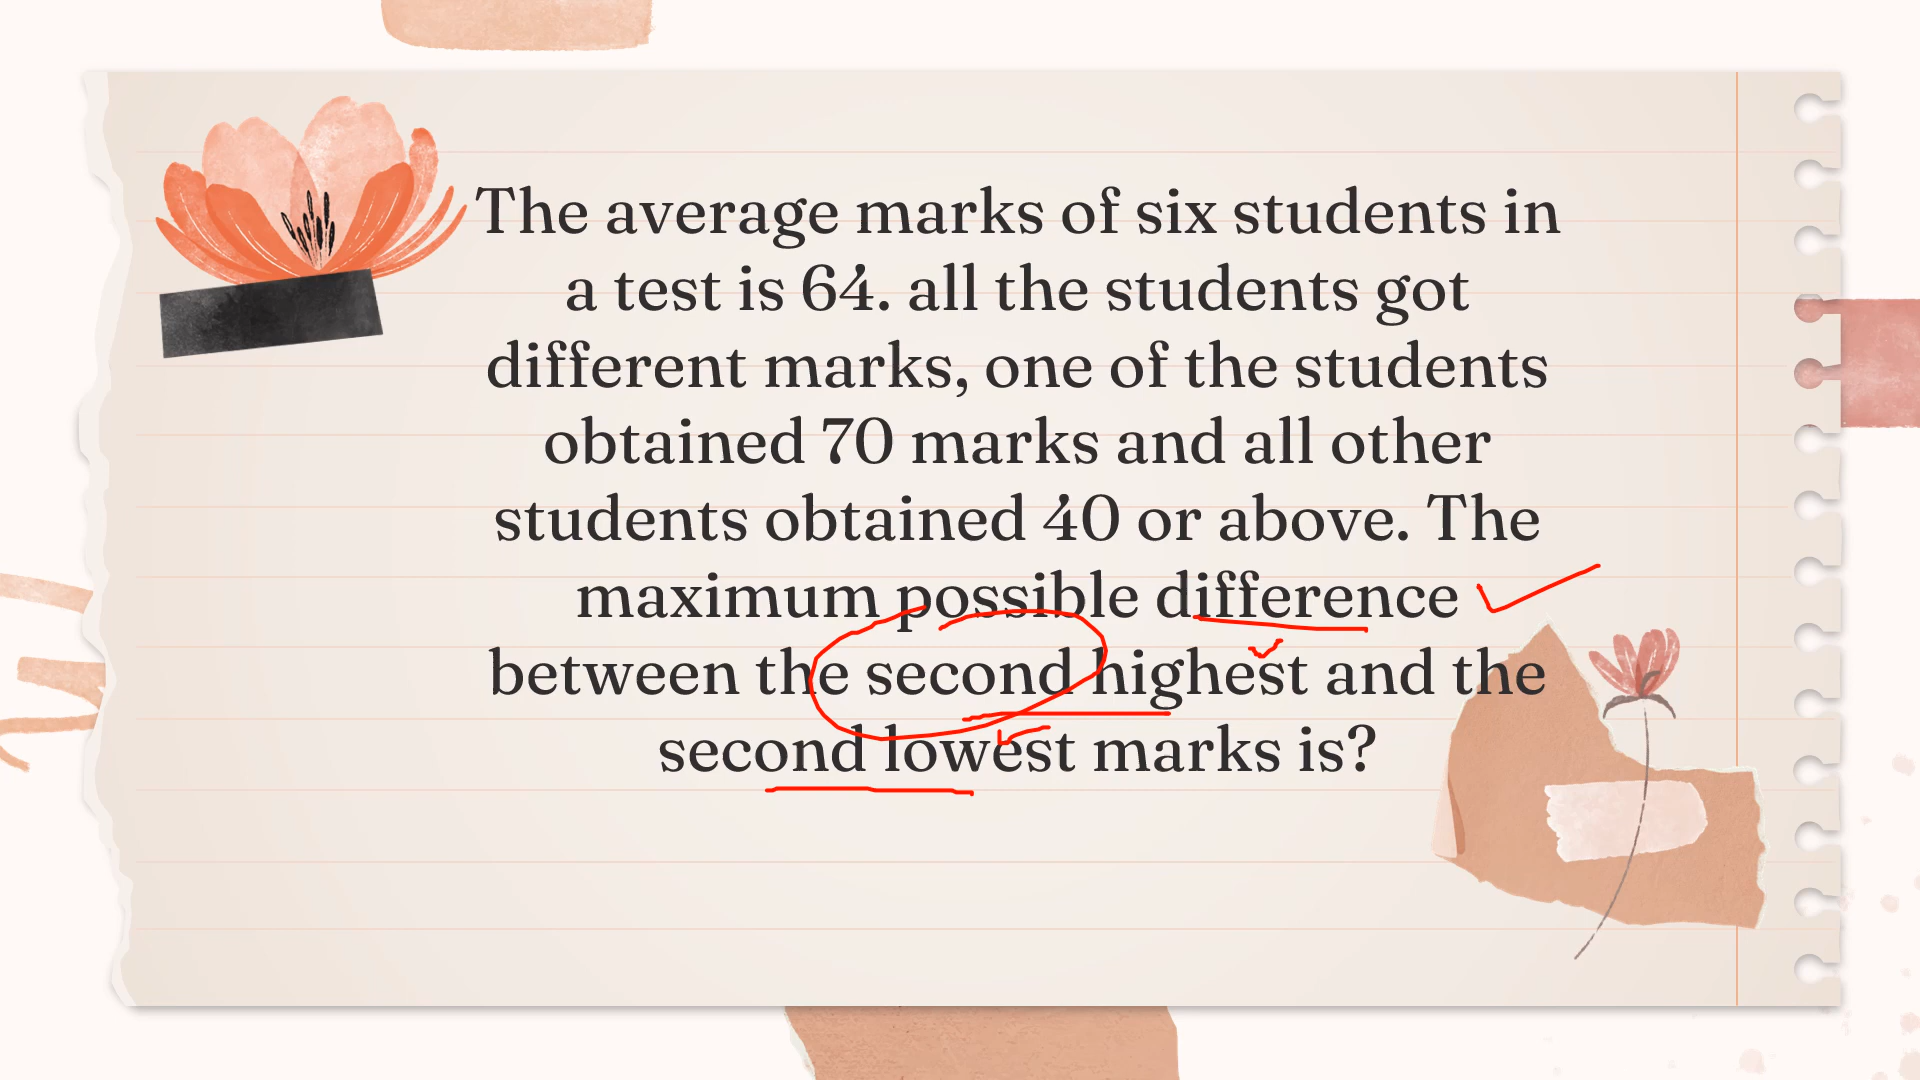 The average marks of six students in
a test is 64. all the students got
different marks, one of the students
obtained 70 marks and all other
students obtained 40 or above. The
maximum possible difference
between the second highest and the
second lowest marks is?